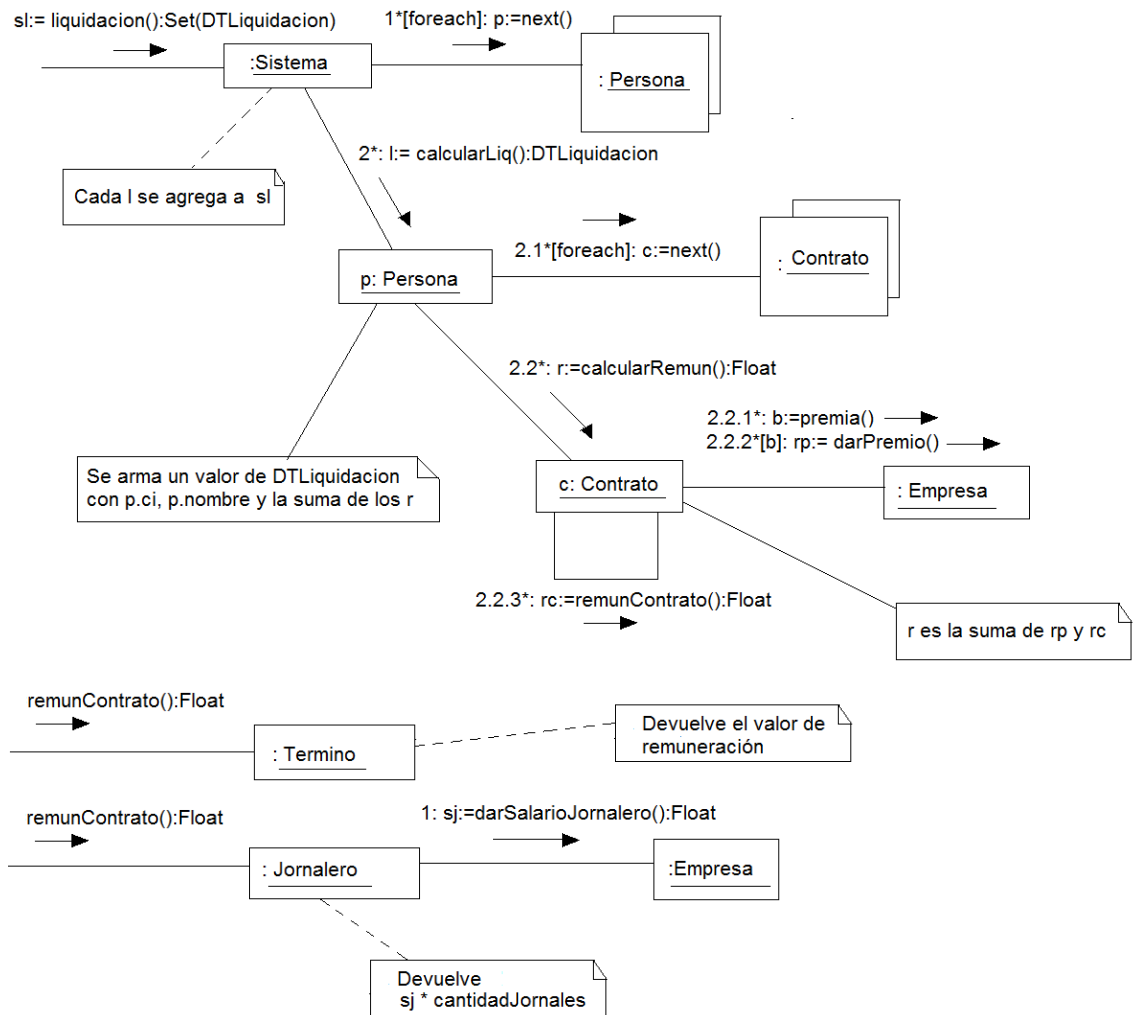 sl:= liquidacion():Set(DTLiquidacion)
1*[foreach]: p:=next()
:Sistema
: Persona
2*: l:= calcularLiq():DTLiquidacion
Cada l se agrega a sl
2.1*[foreach]: c:=next()
: Contrato
p: Persona
2.2*: r:=calcularRemun():Float
2.2.1*: b:=premia()
2.2.2*[b]: rp:= darPremio()
Se arma un valor de DTLiquidacion
con p.ci, p.nombre y la suma de los r
c: Contrato
: Empresa
2.2.3*: rc:=remunContrato():Float
r es la suma de rp y rc
remunContrato():Float
: Termino
Devuelve el valor de
remuneración
remunContrato():Float
1: sj:=darSalarioJornalero():Float
: Jornalero
:Empresa
Devuelve
sj * cantidadJornales